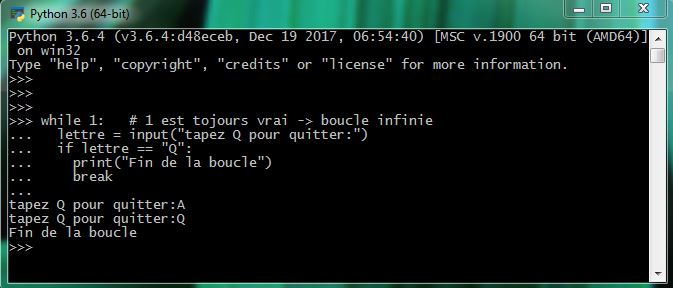 Python 3.6 (64-bit)
Python 3.6.4 (v3.6.4:d48eceb, Dec 19 2017, 06:54:40) [MSC v.1900 64 bit (AMD64)]
 on win32
Type "help", "copyright", "credits" or "license" for more information.
>>>
>>>
>>>
>>> while 1:   # 1 est tojours vrai -> boucle infinie
...   lettre = input("tapez Q pour quitter:")
...   if lettre == "Q":
...     print("Fin de la boucle")
...     break
...
tapez Q pour quitter:A
tapez Q pour quitter:Q
Fin de la boucle
>>>